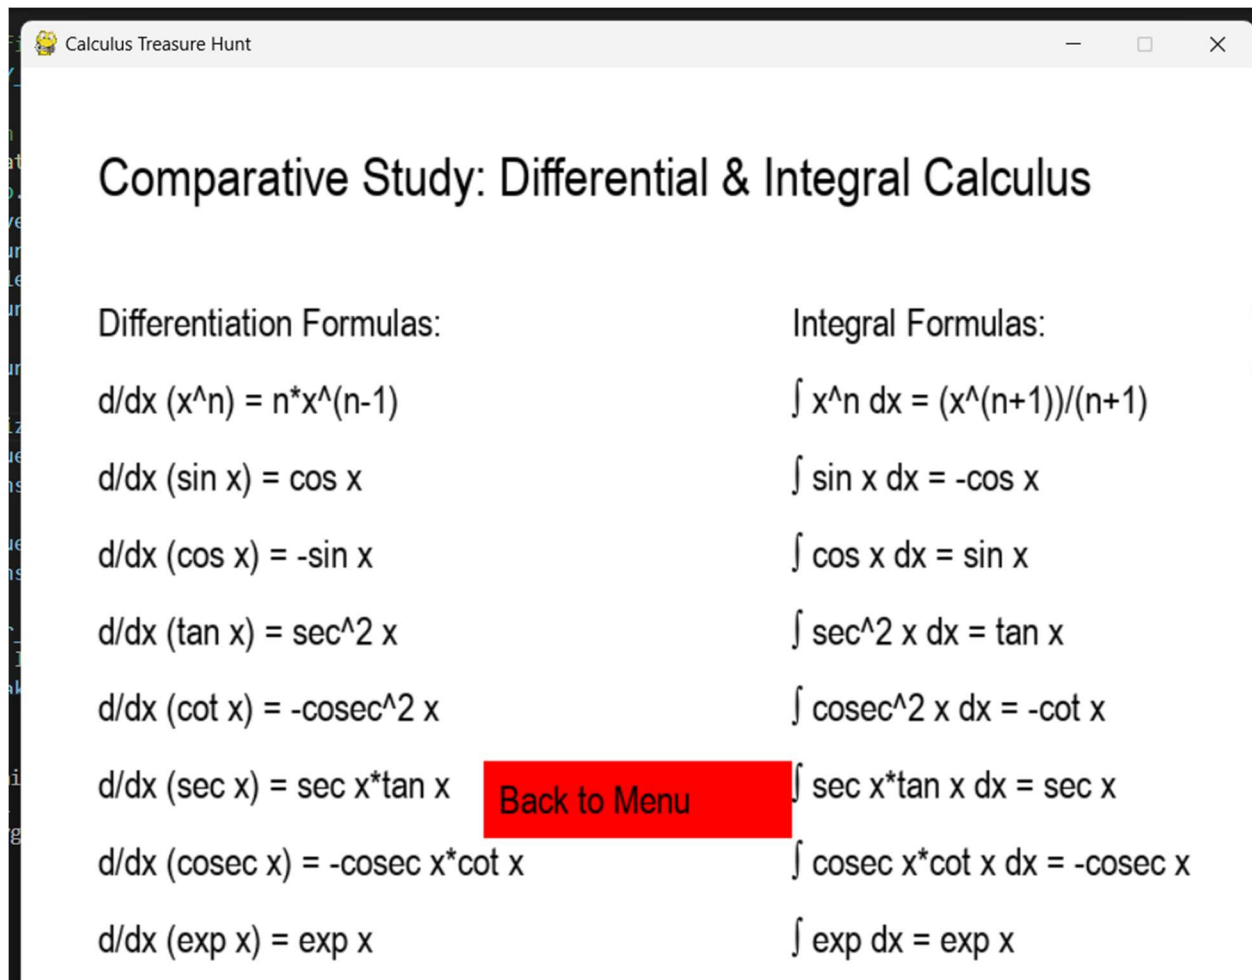 Calculus Treasure Hunt
Comparative Study: Differential & Integral Calculus
Differentiation Formulas:
d/dx (x^n) = n*x^(n-1)
d/dx (sin x) = cos x
d/dx (cos x) = -sin x
d/dx (tan x) = sec^2 x
d/dx (cot x) = -cosec^2 x
d/dx (sec x) = sec x*tan x
d/dx (cosec x) = -cosec x*cot x
d/dx (exp x) = exp x
Back to Menu
Integral Formulas:
∫ x^n dx = (x^(n+1))/(n+1)
∫ sin x dx = -cos x
∫ cos x dx = sin x
∫ sec^2 x dx = tan x
∫ cosec^2 x dx = -cot x
∫ sec x*tan x dx = sec x
∫ cosec x*cot x dx = -cosec x
∫ exp dx = exp x